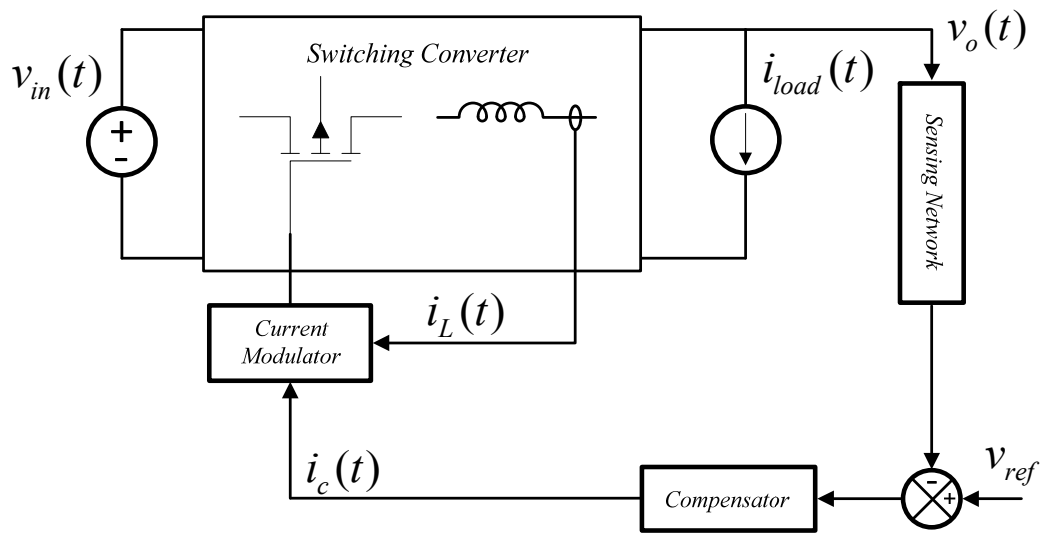 Switching Converter
v_in(t)
v_o(t)
i_load(t)
+
-
Sensing Network
i_L(t)
Current
Modulator
i_c(t)
Compensator
-
+
v_ref